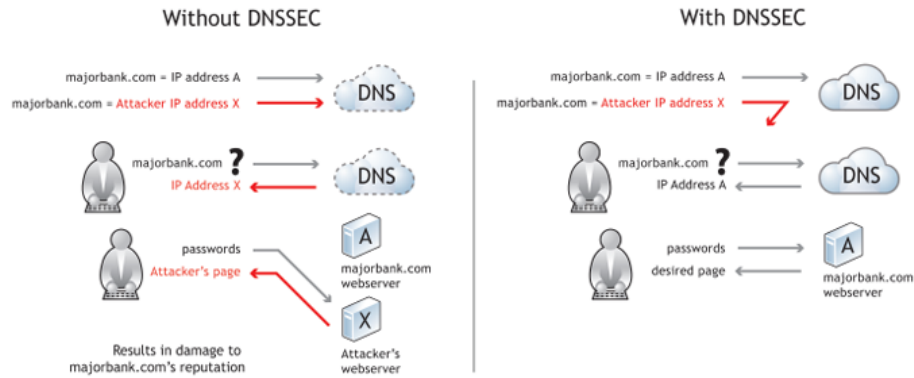 Without DNSSEC
majorbank.com = IP address A
DNS
majorbank.com = Attacker IP address X
majorbank.com ?
DNS
IP Address X
A
passwords
Attacker's page
majorbank.com
webserver
X
Attacker's
webserver
Results in damage to
majorbank.com's reputation
With DNSSEC
majorbank.com = IP address A
DNS
majorbank.com = Attacker IP address X
majorbank.com ?
DNS
IP Address A
passwords
A
desired page
majorbank.com
webserver